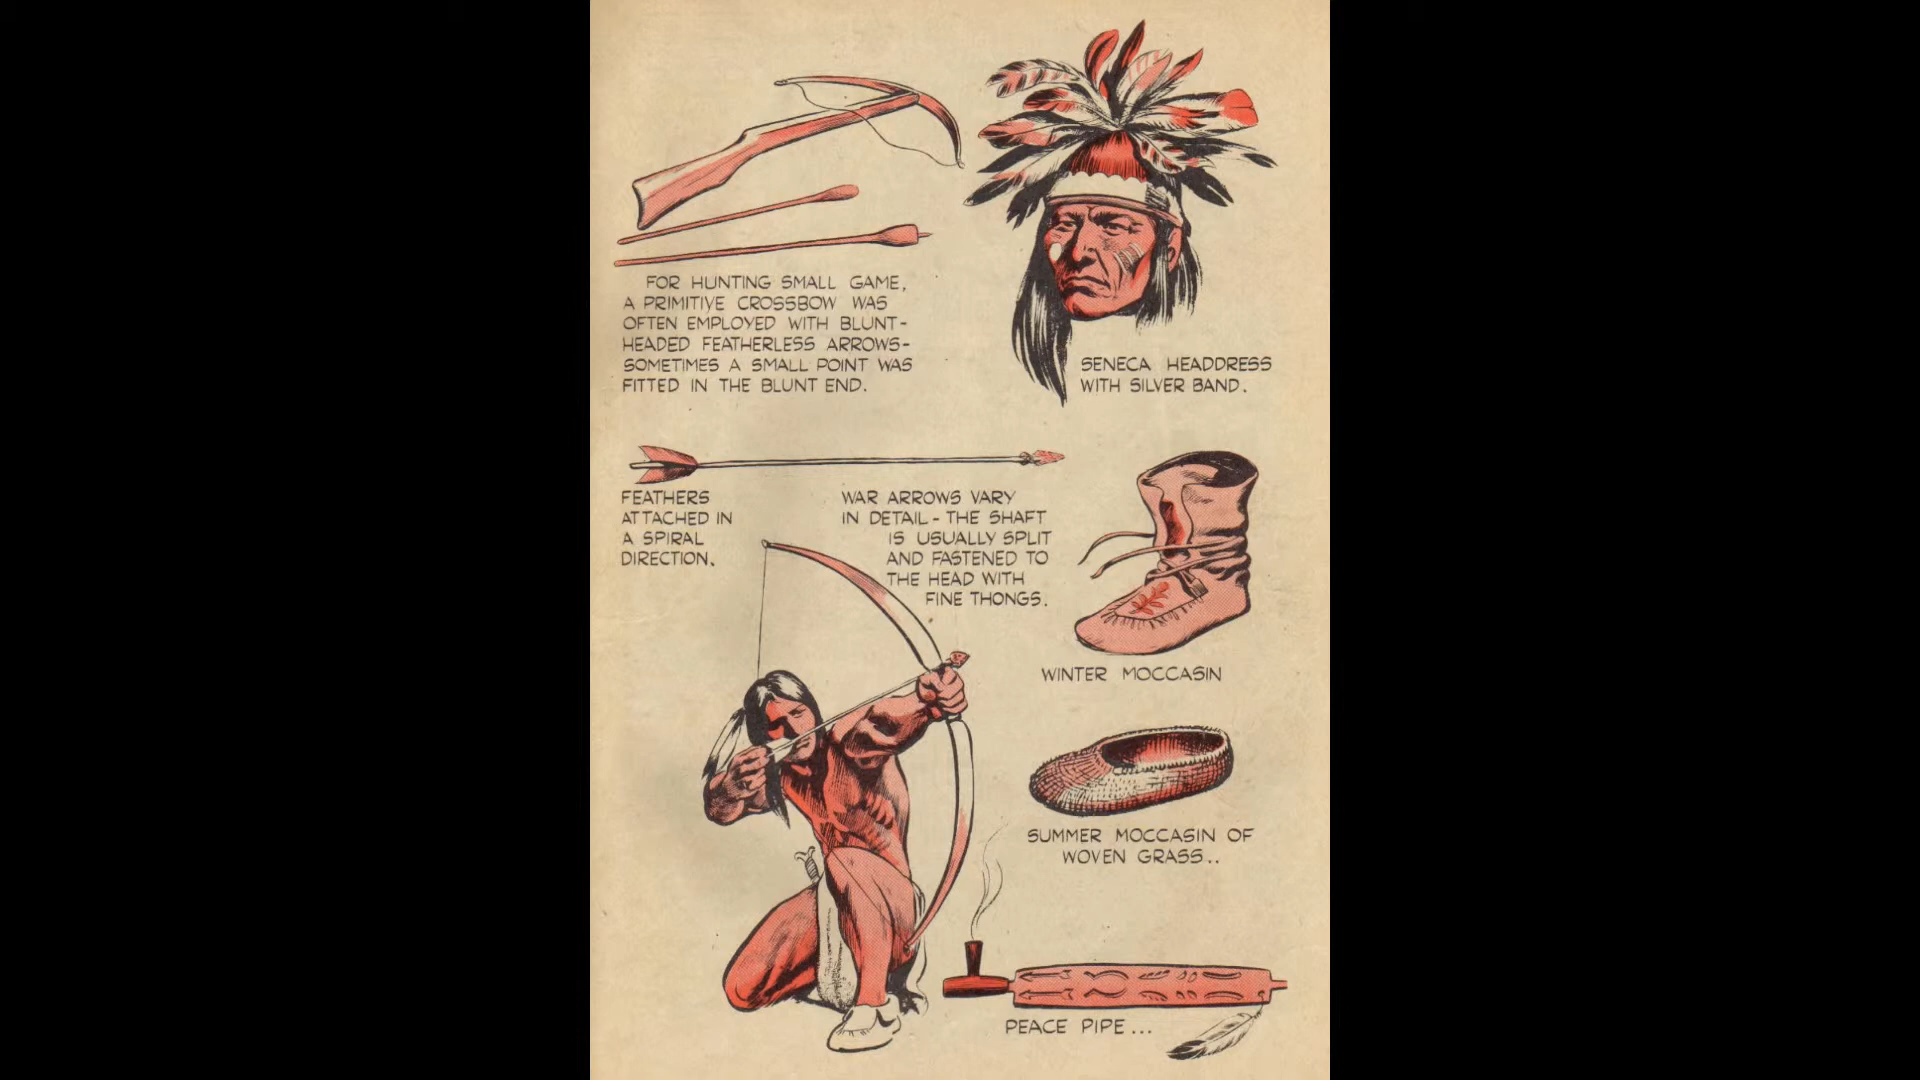 FOR HUNTING SMALL GAME,
A PRIMITIVE CROSSBOW WAS
OFTEN EMPLOYED WITH BLUNT-
HEADED FEATHERLESS ARROWS-
SOMETIMES A SMALL POINT WAS
FITTED IN THE BLUNT END.
SENECA HEADDRESS
WITH SILVER BAND.
FEATHERS
ATTACHED IN
A SPIRAL
DIRECTION.
WAR ARROWS VARY
IN DETAIL - THE SHAFT
IS USUALLY SPLIT
AND FASTENED TO
THE HEAD WITH
FINE THONGS.
WINTER MOCCASIN
SUMMER MOCCASIN OF
WOVEN GRASS..
PEACE PIPE...